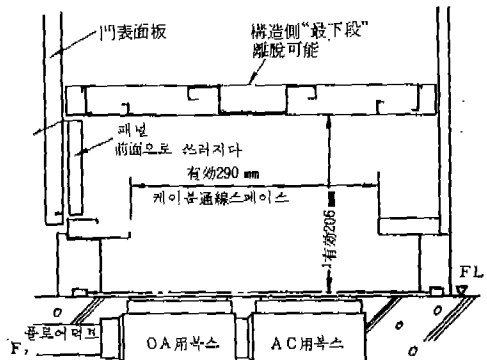 門表面板
構造側“最下段”
離脫可能
패널
前面으로 쓰러지다
有効290 mm
케이블通線스페이스
有効205 mm
FL
플로어덕트
F,
OA用복스
AC用복스